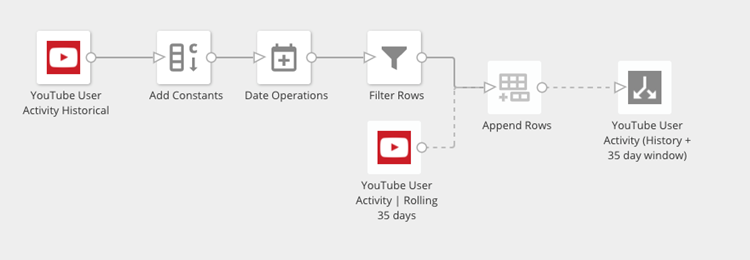 YouTube User
Activity Historical
C
Add Constants
Date Operations
Filter Rows
Append Rows
YouTube User
Activity (History +
35 day window)
YouTube User
Activity | Rolling
35 days